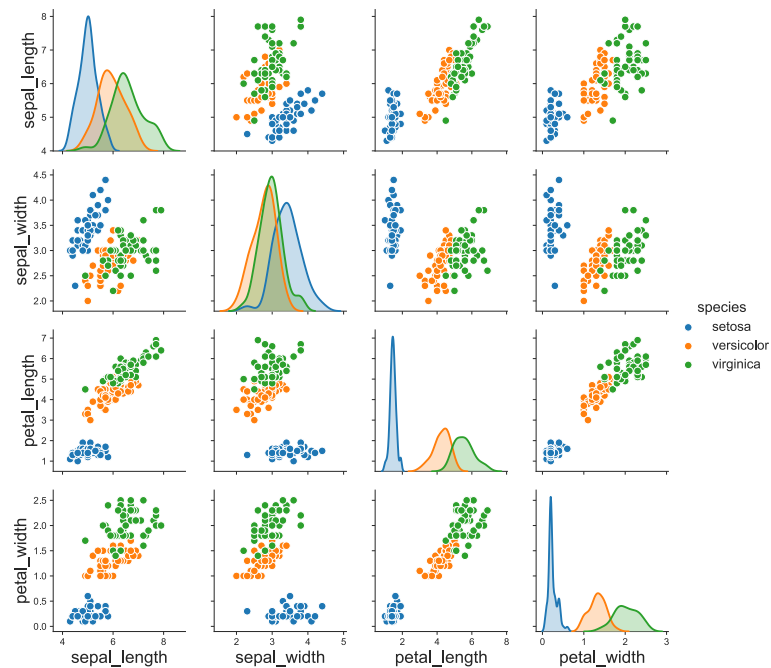 sepal_length
8
7
6
5
4
sepal_width
4.5
4.0
3.5
3.0
2.5
2.0
petal_length
7
6
5
4
3
2
1
petal_width
2.5
2.0
1.5
1.0
0.5
0.0
4 6 8
sepal_length
2 3 4 5
sepal_width
2 4 6 8
petal_length
0 1 2 3
petal_width
species
setosa
versicolor
virginica